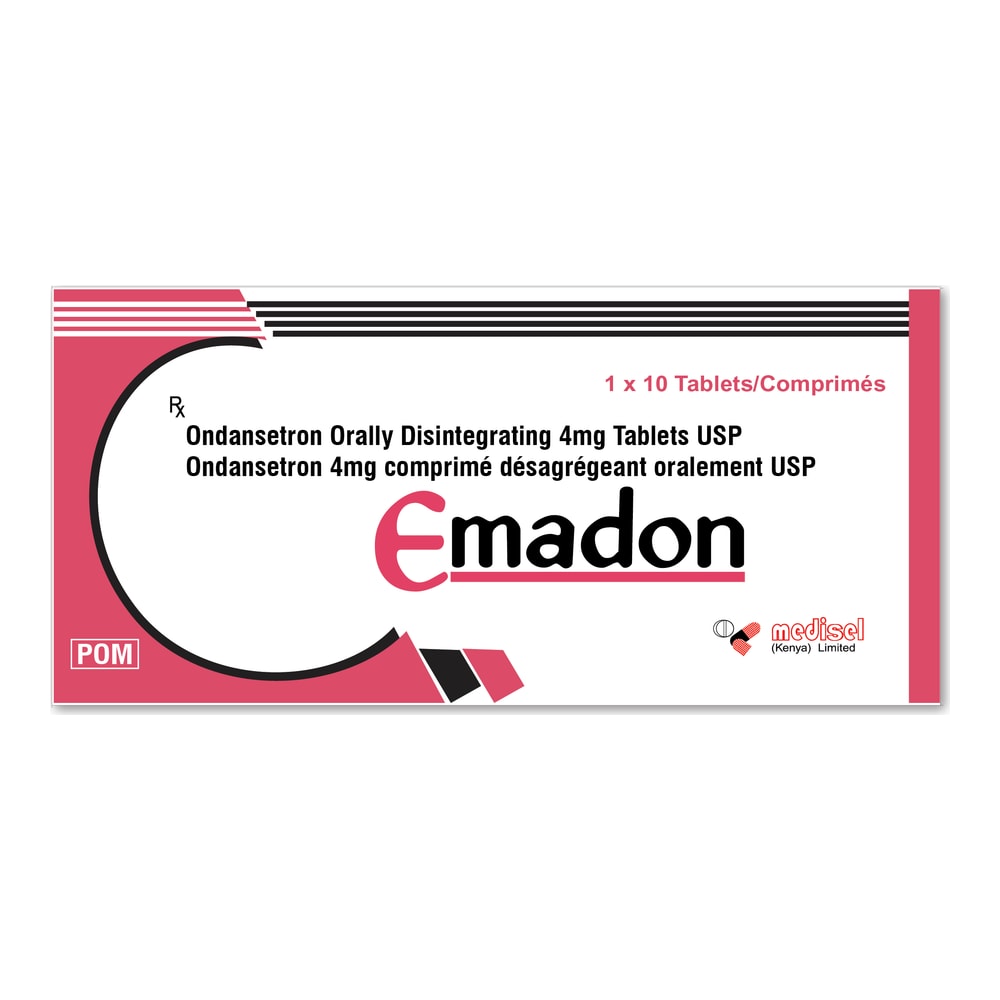 1 x 10 Tablets/Comprimés
Rx
Ondansetron Orally Disintegrating 4mg Tablets USP
Ondansetron 4mg comprimé désagrégeant oralement USP
Emadon
POM
medisel
(Kenya) Limited